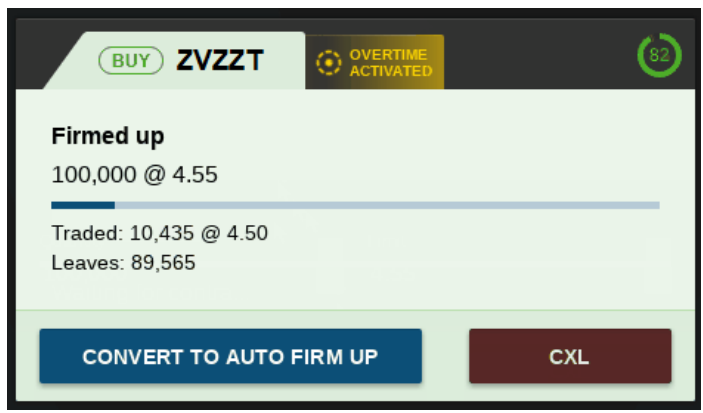 BUY ZVZZT
OVERTIME
ACTIVATED
82
Firmed up
100,000 @ 4.55
Traded: 10,435 @ 4.50
Leaves: 89,565
CONVERT TO AUTO FIRM UP
CXL